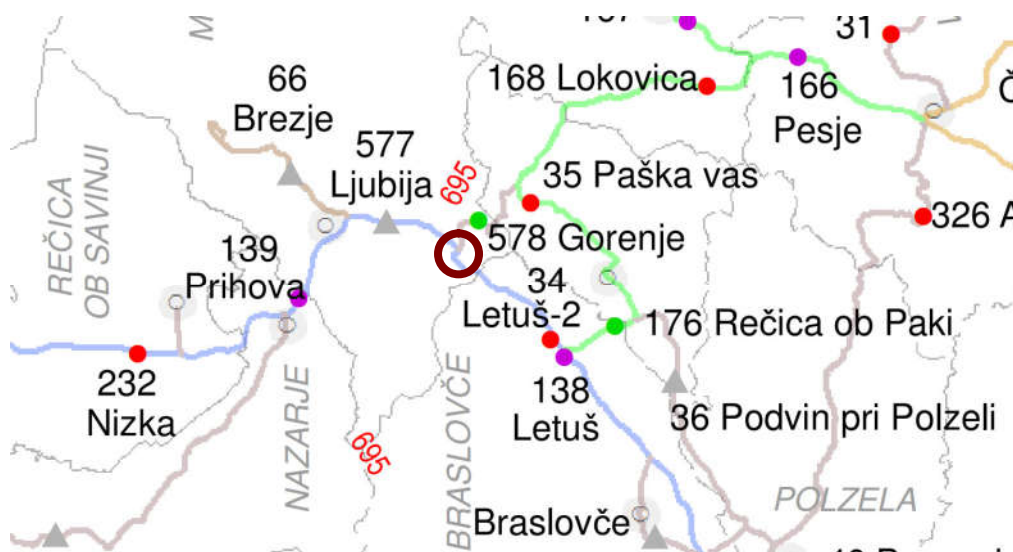 31
168 Lokovica
166
Pesje
66
Brezje
577
Ljubija
695
35 Paška vas
326
REČICA
OB SAVINJI
139
Prihova
578 Gorenje
34
Letuš-2
176 Rečica ob Paki
232
Nizka
138
Letuš
36 Podvin pri Polzeli
NAZARJE
695
BRASLOVČE
POLZELA
Braslovče